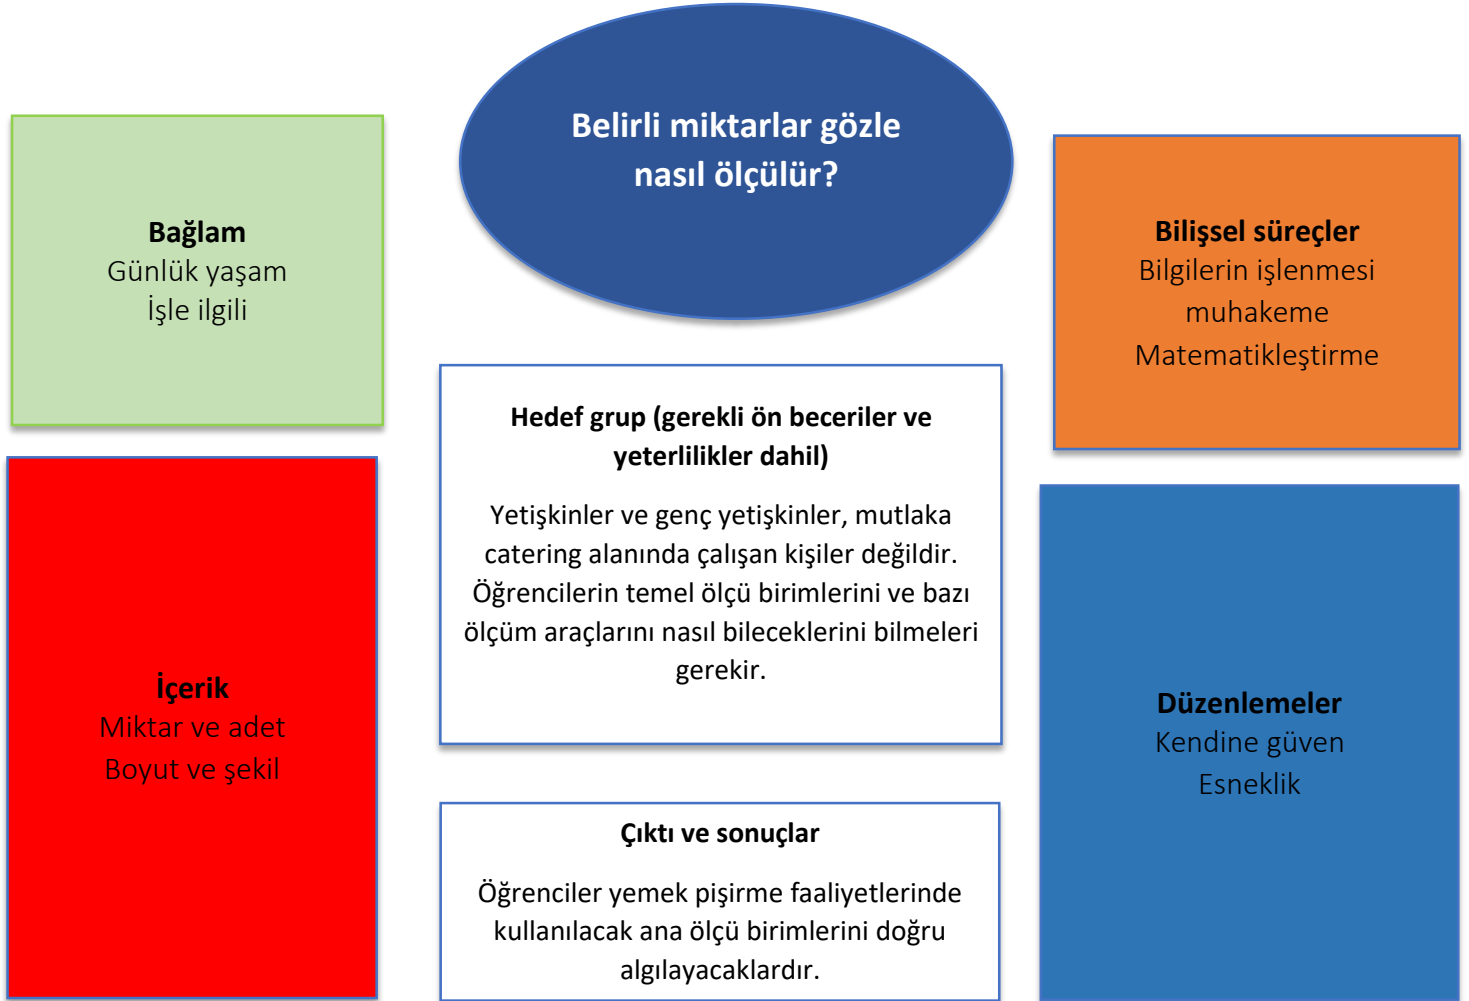 Belirli miktarlar gözle
nasıl ölçülür?
Bağlam
Günlük yaşam
İşle ilgili
Bilişsel süreçler
Bilgilerin işlenmesi
muhakeme
Matematikleştirme
Hedef grup (gerekli ön beceriler ve
yeterlilikler dahil)
Yetişkinler ve genç yetişkinler, mutlaka
catering alanında çalışan kişiler değildir.
Öğrencilerin temel ölçü birimlerini ve bazı
ölçüm araçlarını nasıl bileceklerini bilmeleri
gerekir.
İçerik
Miktar ve adet
Boyut ve şekil
Düzenlemeler
Kendine güven
Esneklik
Çıktı ve sonuçlar
Öğrenciler yemek pişirme faaliyetlerinde
kullanılacak ana ölçü birimlerini doğru
algılayacaklardır.